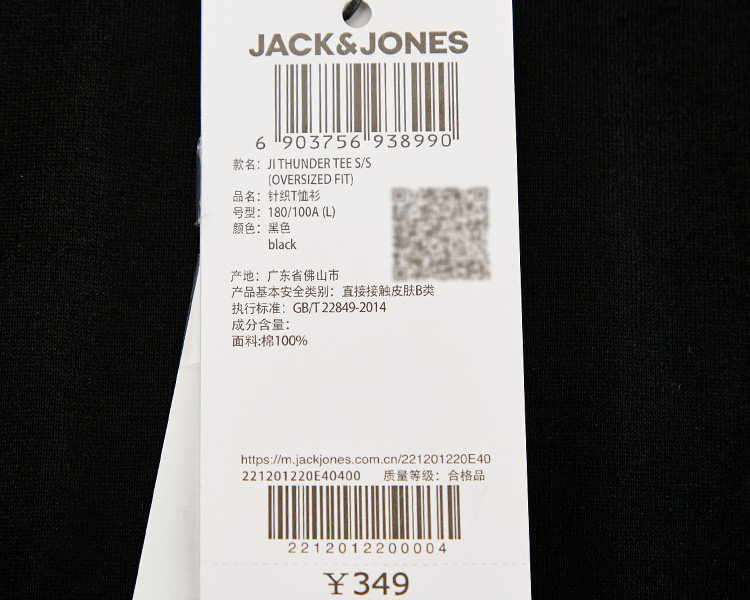 JACK&JONES
6 903756 938990
款名: JI THUNDER TEE S/S
(OVERSIZED FIT)
品名: 针织T恤衫
号型: 180/100A (L)
颜色: 黑色
black
产地: 广东省佛山市
产品基本安全类别: 直接接触皮肤B类
执行标准: GB/T 22849-2014
成分含量:
面料:棉100%
https://m.jackjones.com.cn/221201220E40
221201220E40400 质量等级: 合格品
2212012200004
¥349